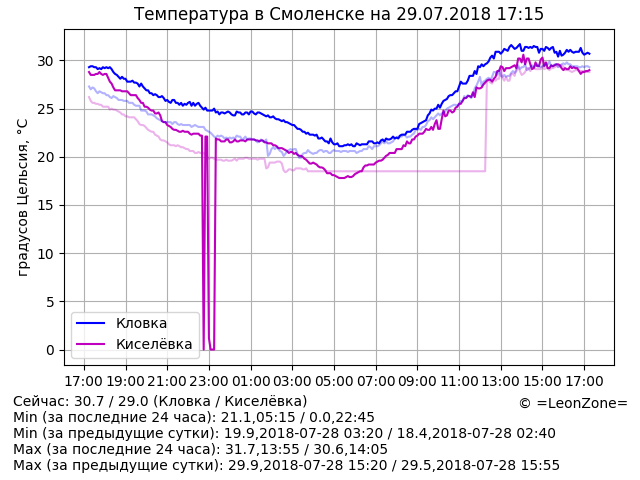 Температура в Смоленске на 29.07.2018 17:15
градусов Цельсия, °C
30
25
20
15
10
5
0
Кловка
Киселёвка
17:00 19:00 21:00 23:00 01:00 03:00 05:00 07:00 09:00 11:00 13:00 15:00 17:00
Сейчас: 30.7 / 29.0 (Кловка / Киселёвка)
© =LeonZone=
Min (за последние 24 часа): 21.1,05:15 / 0.0,22:45
Min (за предыдущие сутки): 19.9,2018-07-28 03:20 / 18.4,2018-07-28 02:40
Max (за последние 24 часа): 31.7,13:55 / 30.6,14:05
Max (за предыдущие сутки): 29.9,2018-07-28 15:20 / 29.5,2018-07-28 15:55